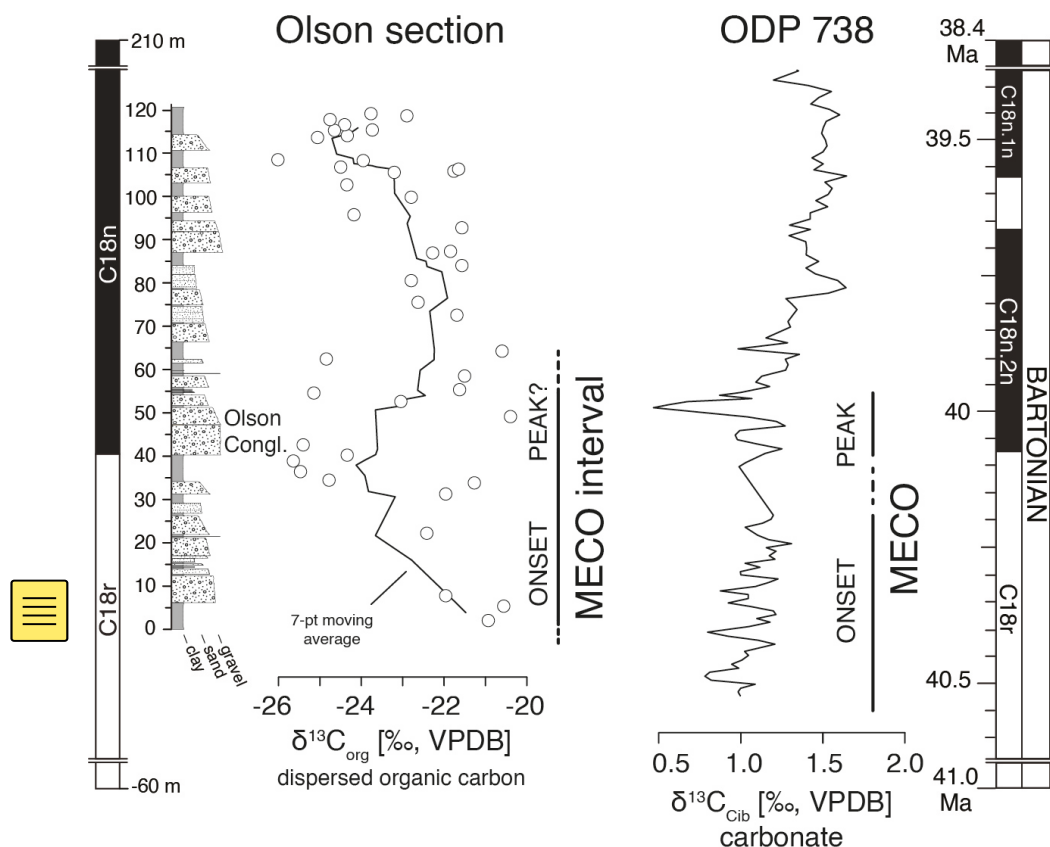 Olson section
ODP 738
210 m
38.4
Ma
120
110
100
90
80
70
60
50
40
30
20
10
0
-60 m
C18n
C18r
Olson
Congl.
clay
sand
gravel
7-pt moving
average
-26
-24
-22
-20
δ¹³Corg [‰, VPDB]
dispersed organic carbon
ONSET
PEAK?
MECO interval
0.5
1.0
1.5
2.0
δ¹³CCib [‰, VPDB]
carbonate
ONSET
PEAK
MECO
39.5
40
40.5
41.0
Ma
C18n.1n
C18n.2n
C18r
BARTONIAN